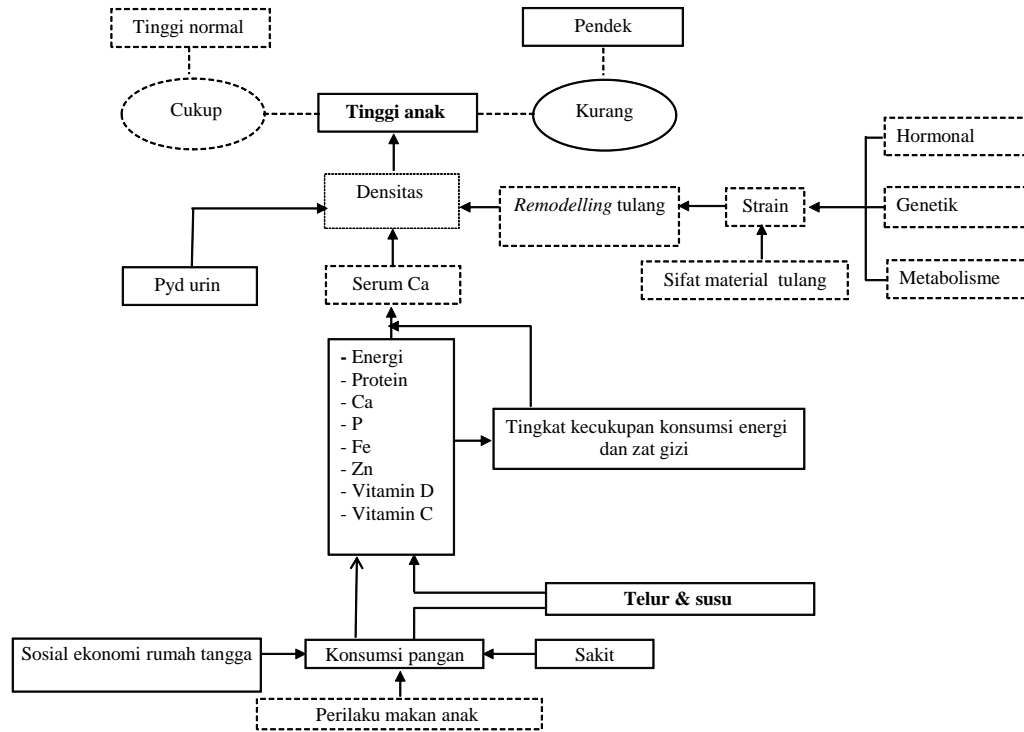 Tinggi normal
Pendek
Cukup
Tinggi anak
Kurang
Hormonal
Densitas
Remodelling tulang
Strain
Genetik
Pyd urin
Serum Ca
Sifat material tulang
Metabolisme
- Energi
- Protein
- Ca
- P
- Fe
- Zn
- Vitamin D
- Vitamin C
Tingkat kecukupan konsumsi energi
dan zat gizi
Telur & susu
Sosial ekonomi rumah tangga
Konsumsi pangan
Sakit
Perilaku makan anak